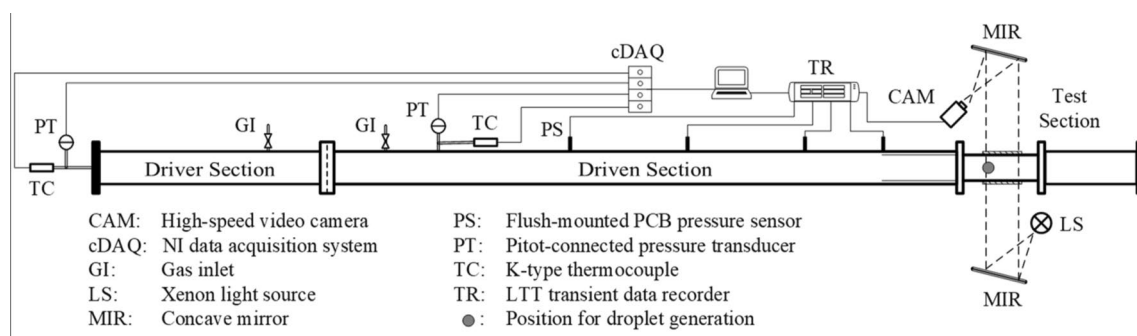 MIR
cDAQ
TR
CAM
Test
Section
PT
GI
GI
PT
TC
PS
TC
Driver Section
Driven Section
LS
MIR
CAM: High-speed video camera
cDAQ: NI data acquisition system
GI: Gas inlet
LS: Xenon light source
MIR: Concave mirror
PS: Flush-mounted PCB pressure sensor
PT: Pitot-connected pressure transducer
TC: K-type thermocouple
TR: LTT transient data recorder
: Position for droplet generation